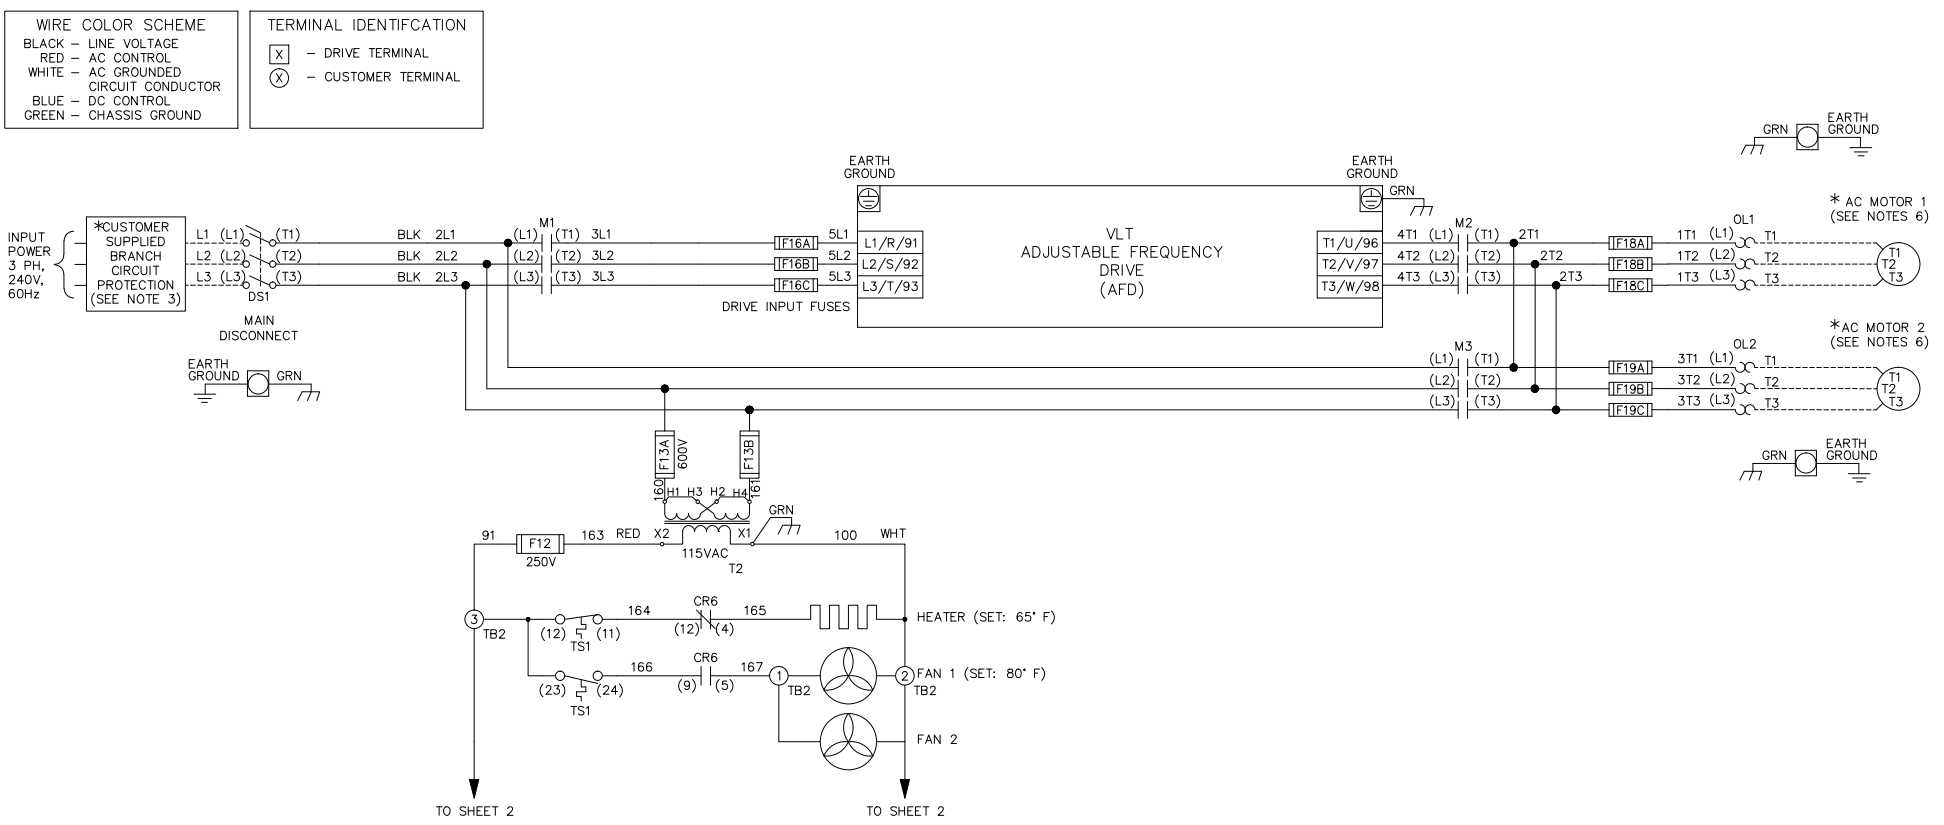 WIRE COLOR SCHEME
BLACK – LINE VOLTAGE
RED – AC CONTROL
WHITE – AC GROUNDED
CIRCUIT CONDUCTOR
BLUE – DC CONTROL
GREEN – CHASSIS GROUND
TERMINAL IDENTIFCATION
X – DRIVE TERMINAL
X – CUSTOMER TERMINAL
GRN
EARTH
GROUND
INPUT
POWER
3 PH,
240V,
60Hz
*CUSTOMER
SUPPLIED
BRANCH
CIRCUIT
PROTECTION
(SEE NOTE 3)
L1 (L1) (T1) BLK 2L1 (L1) M1 (T1) 3L1 F16A 5L1
L2 (L2) (T2) BLK 2L2 (L2) (T2) 3L2 F16B 5L2
L3 (L3) (T3) BLK 2L3 (L3) (T3) 3L3 F16C 5L3
DS1
MAIN
DISCONNECT
DRIVE INPUT FUSES
EARTH
GROUND
L1/R/91
L2/S/92
L3/T/93
VLT
ADJUSTABLE FREQUENCY
DRIVE
(AFD)
EARTH
GROUND
GRN
T1/U/96
T2/V/97
T3/W/98
4T1 (L1) M2 (T1) 2T1 F18A 1T1 (L1) OL1 T1
4T2 (L2) (T2) 2T2 F18B 1T2 (L2) T2
4T3 (L3) (T3) 2T3 F18C 1T3 (L3) T3
* AC MOTOR 1
(SEE NOTES 6)
T1
T2
T3
EARTH
GROUND
GRN
(L1) M3 (T1) F19A 3T1 (L1) OL2 T1
(L2) (T2) F19B 3T2 (L2) T2
(L3) (T3) F19C 3T3 (L3) T3
*AC MOTOR 2
(SEE NOTES 6)
T1
T2
T3
GRN
EARTH
GROUND
F13A
600V
F13B
160
H1 H3 H2 H4
161
GRN
91 F12 163 RED X2 X1 100 WHT
250V
115VAC
T2
3
TB2
(12) (11)
TS1
164
CR6
(12) (4)
165
HEATER (SET: 65° F)
(23) (24)
TS1
166
CR6
(9) (5)
167
1
TB2
2
TB2
FAN 1 (SET: 80° F)
FAN 2
TO SHEET 2
TO SHEET 2